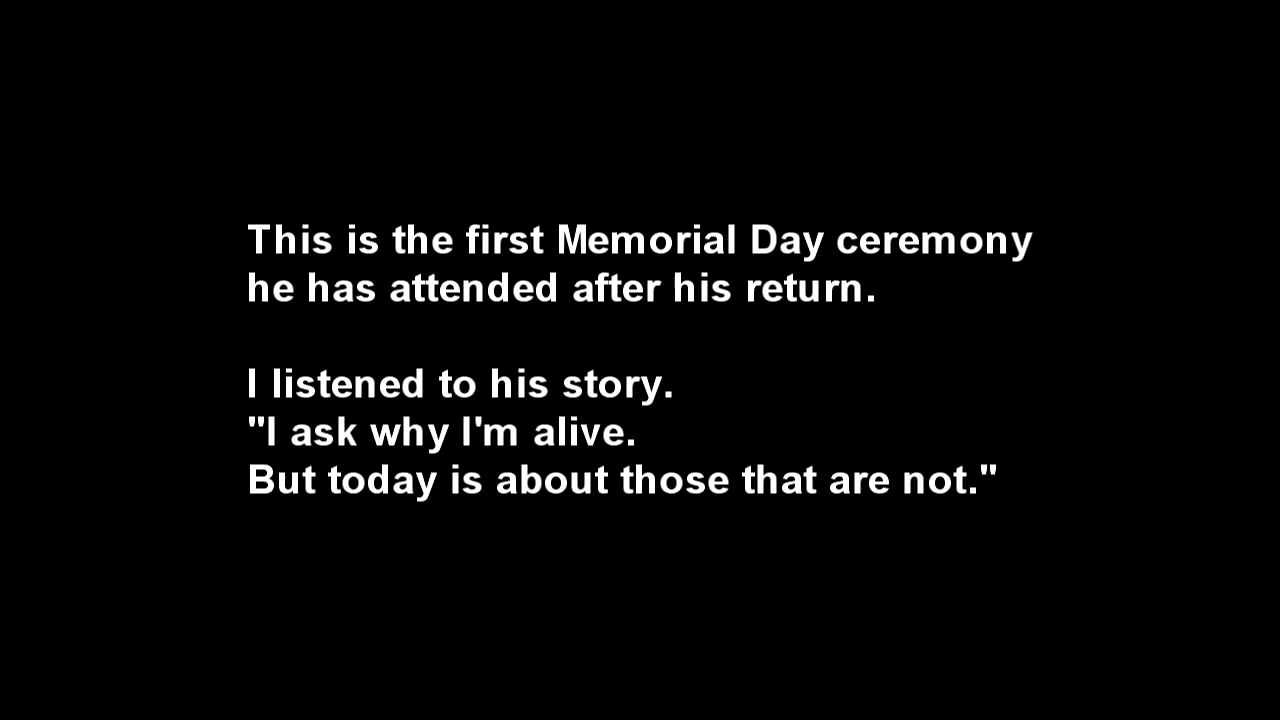 This is the first Memorial Day ceremony
he has attended after his return.
I listened to his story.
"I ask why I'm alive.
But today is about those that are not."